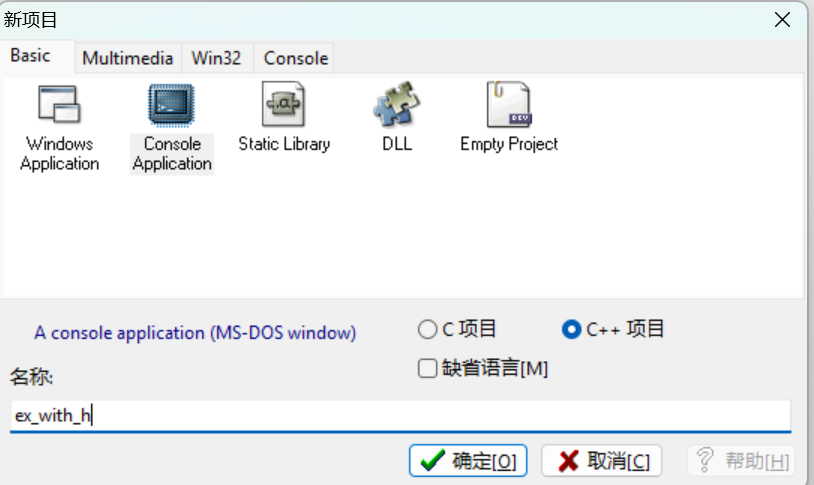 新项目
Basic
Multimedia
Win32
Console
Windows
Application
Console
Application
Static Library
DLL
Empty Project
A console application (MS-DOS window)
C 项目
C++ 项目
缺省语言[M]
名称:
ex_with_h
确定[O]
取消[C]
帮助[H]